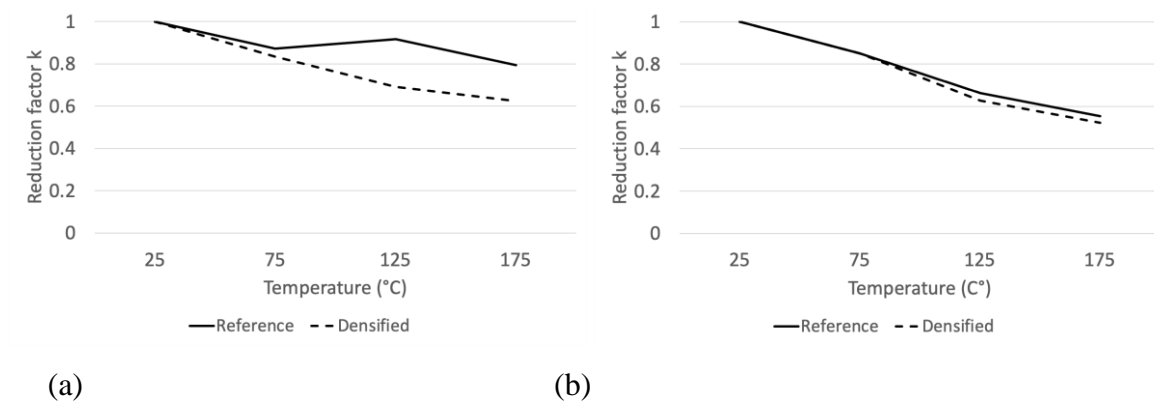 Reduction factor k
1
0.8
0.6
0.4
0.2
0
25 75 125 175
Temperature (°C)
Reference Densified
(a)
Reduction factor k
1
0.8
0.6
0.4
0.2
0
25 75 125 175
Temperature (C°)
Reference Densified
(b)